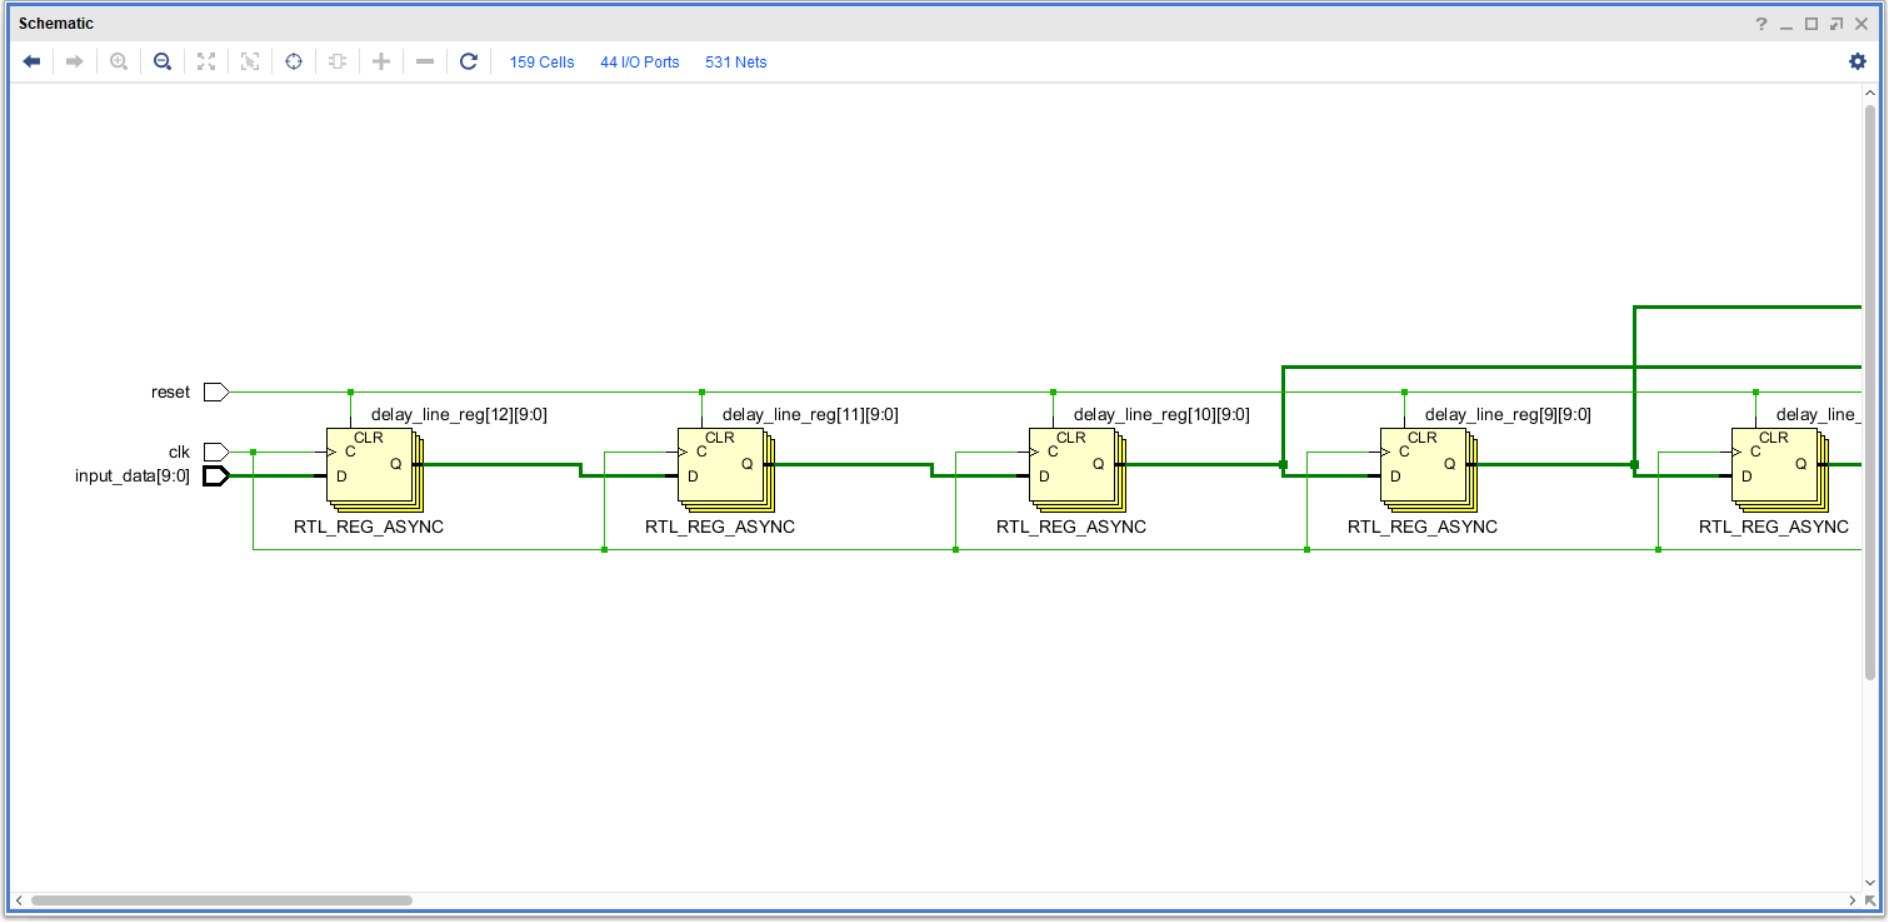 Schematic
159 Cells 44 I/O Ports 531 Nets
reset
delay_line_reg[12][9:0] delay_line_reg[11][9:0] delay_line_reg[10][9:0] delay_line_reg[9][9:0] delay_line_
CLR CLR CLR CLR CLR
clk C C C C C
Q Q Q Q Q
input_data[9:0] D D D D D
RTL_REG_ASYNC RTL_REG_ASYNC RTL_REG_ASYNC RTL_REG_ASYNC RTL_REG_ASYNC